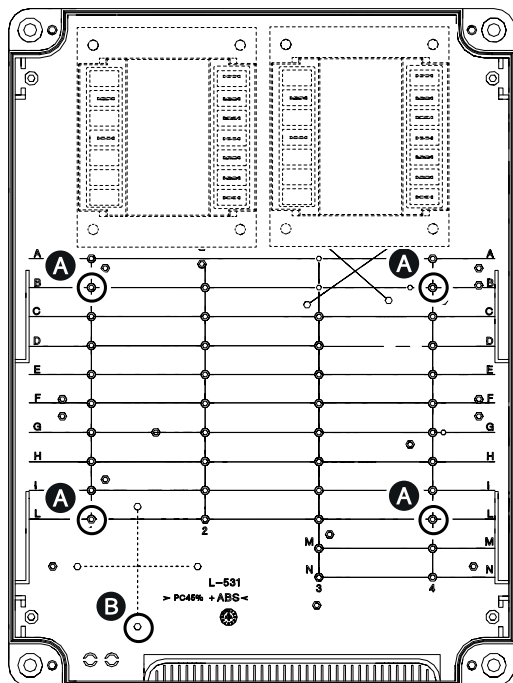 A A A A
B B
C C
D D
E E
F F
G G
H H
I I
A A
L L
2
M M
N N
3 4
L-531
> PC45% +ABS<
B